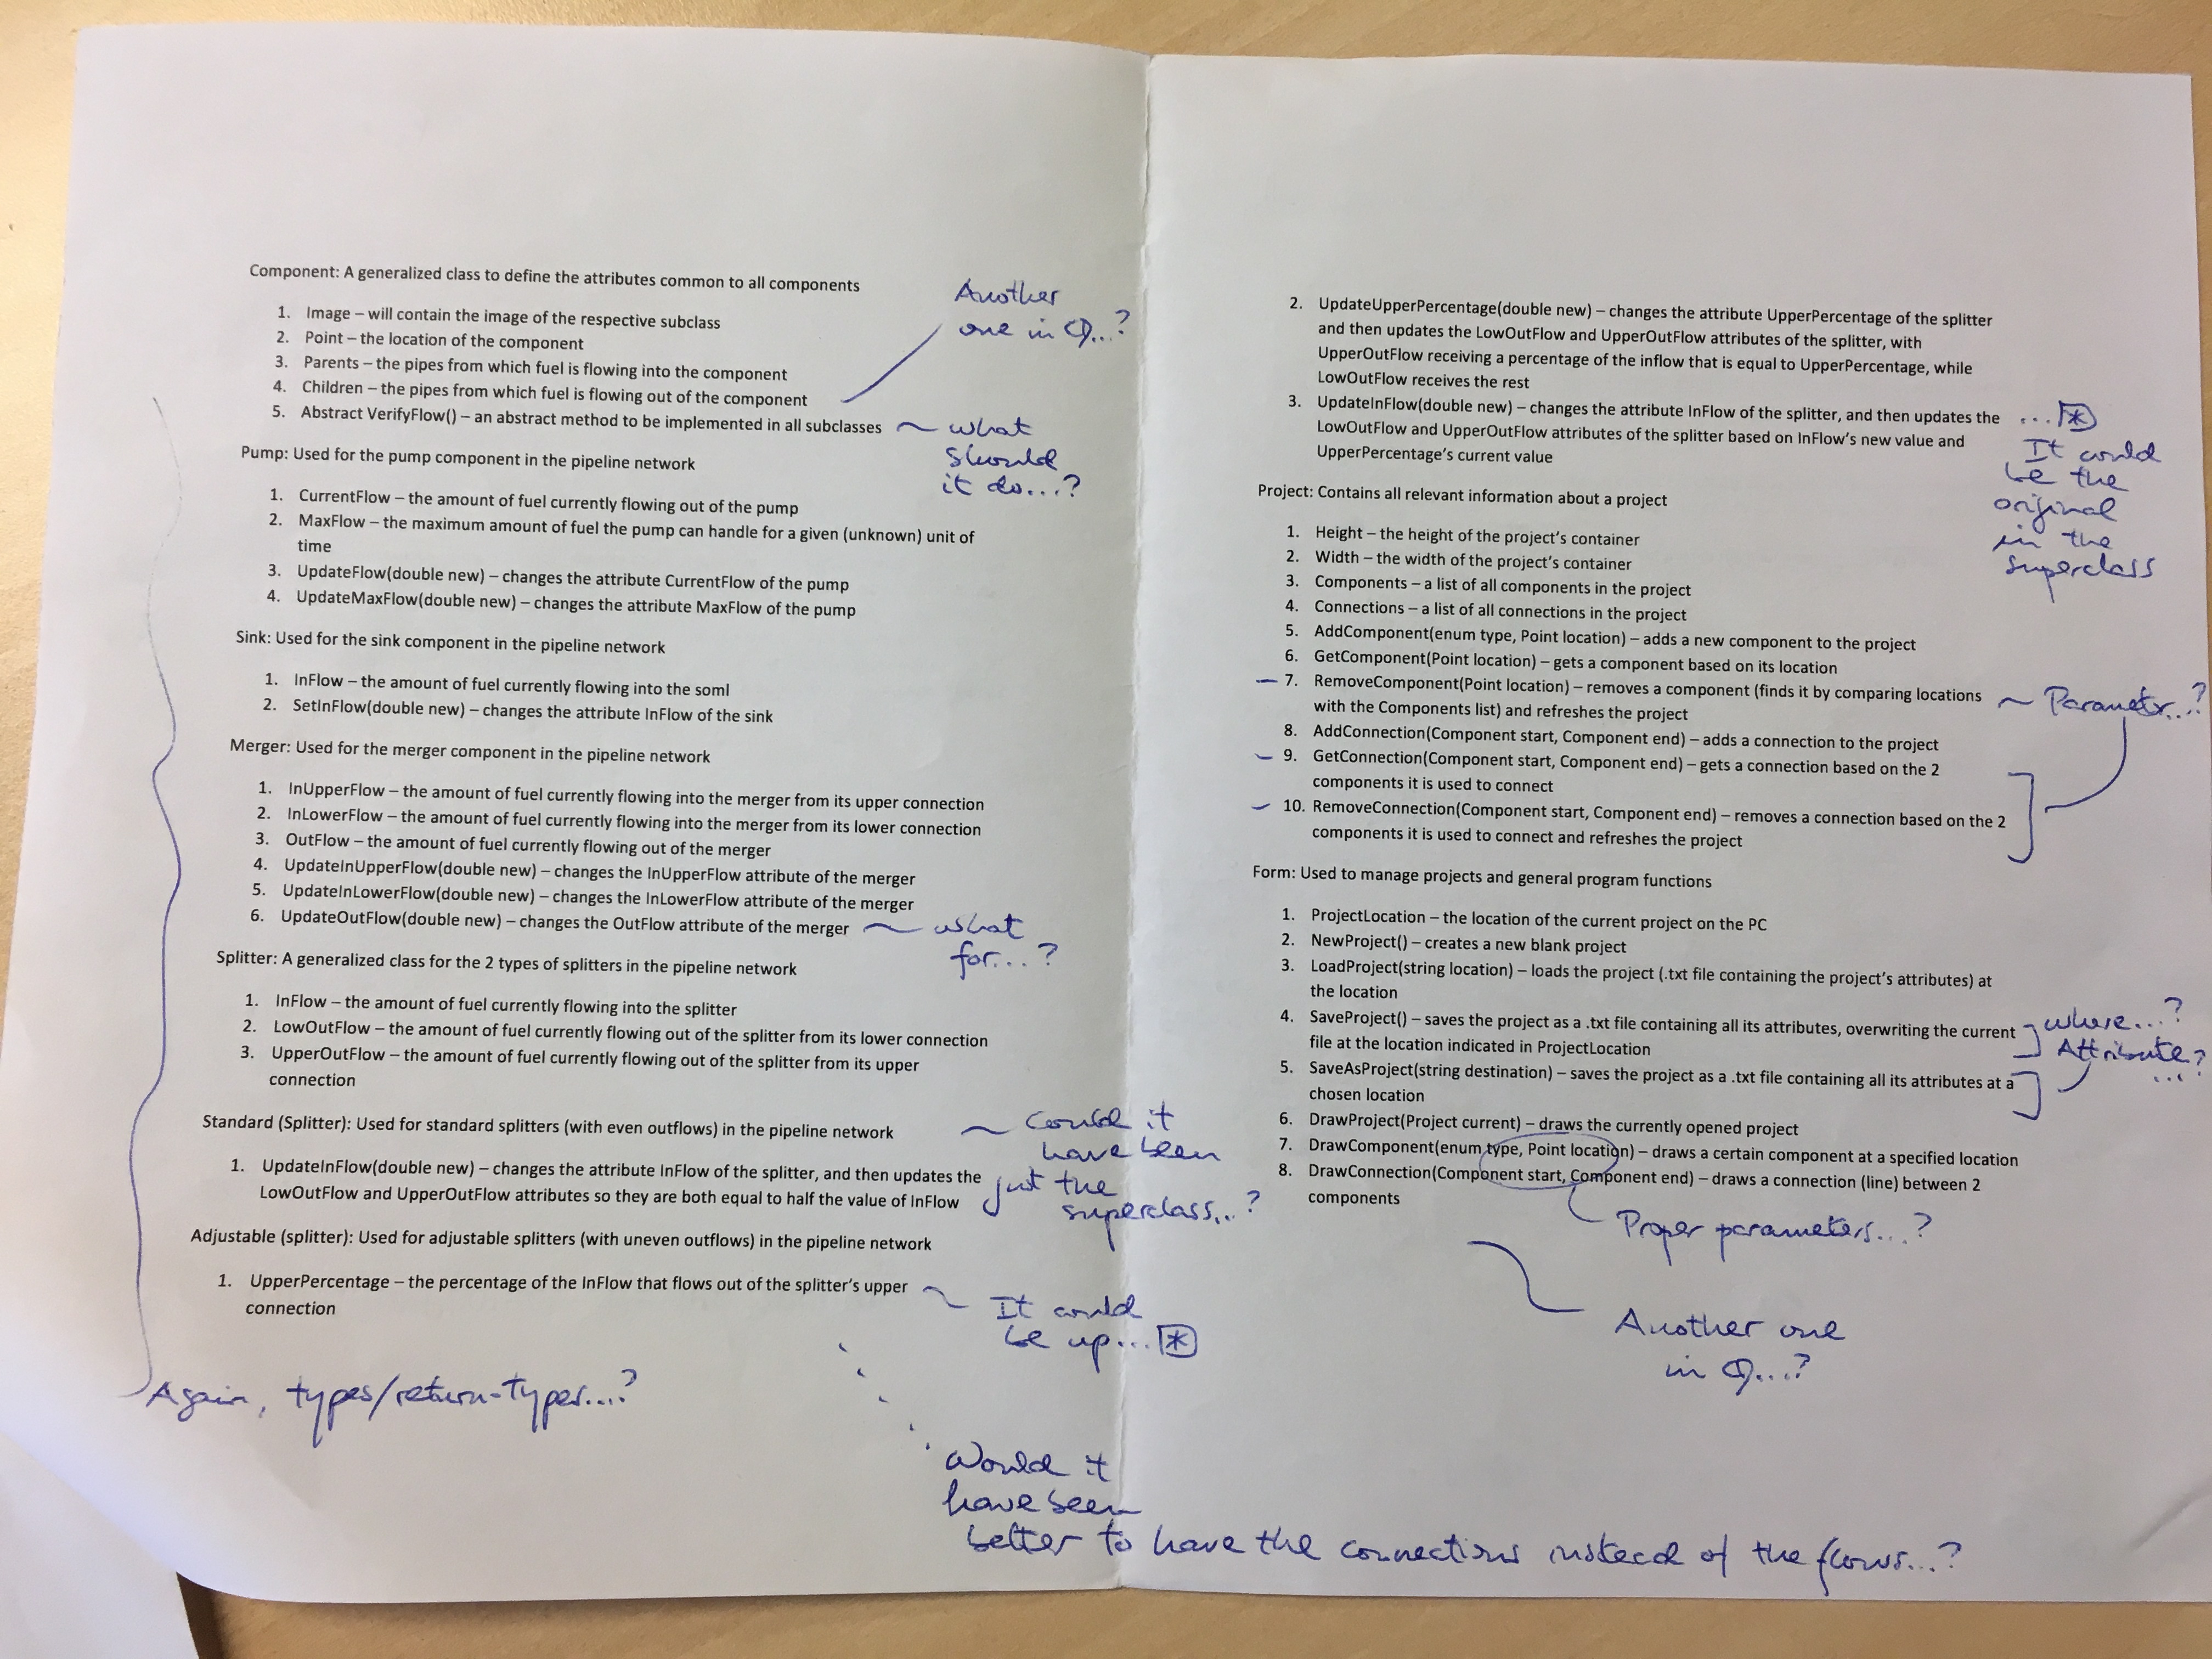 Component: A generalized class to define the attributes common to all components
1. Image – will contain the image of the respective subclass
2. Point – the location of the component
3. Parents – the pipes from which fuel is flowing into the component
4. Children – the pipes from which fuel is flowing out of the component
Another
one in
5. Abstract VerifyFlow() – an abstract method to be implemented in all subclasses
what
should
it do...?
Pump: Used for the pump component in the pipeline network
1. CurrentFlow – the amount of fuel currently flowing out of the pump
2. MaxFlow – the maximum amount of fuel the pump can handle for a given (unknown) unit of
time
3. UpdateFlow(double new) – changes the attribute CurrentFlow of the pump
4. UpdateMaxFlow(double new) – changes the attribute MaxFlow of the pump
Sink: Used for the sink component in the pipeline network
1. InFlow – the amount of fuel currently flowing into the soml
2. SetInFlow(double new) – changes the attribute InFlow of the sink
Merger: Used for the merger component in the pipeline network
1. InUpperFlow – the amount of fuel currently flowing into the merger from its upper connection
2. InLowerFlow – the amount of fuel currently flowing into the merger from its lower connection
3. OutFlow – the amount of fuel currently flowing out of the merger
4. UpdateInUpperFlow(double new) – changes the InUpperFlow attribute of the merger
5. UpdateInLowerFlow(double new) – changes the InLowerFlow attribute of the merger
6. UpdateOutFlow(double new) – changes the OutFlow attribute of the merger
what
for...?
Splitter: A generalized class for the 2 types of splitters in the pipeline network
1. InFlow – the amount of fuel currently flowing into the splitter
2. LowOutFlow – the amount of fuel currently flowing out of the splitter from its lower connection
3. UpperOutFlow – the amount of fuel currently flowing out of the splitter from its upper
connection
Standard (Splitter): Used for standard splitters (with even outflows) in the pipeline network
1. UpdateInFlow(double new) – changes the attribute InFlow of the splitter, and then updates the
LowOutFlow and UpperOutFlow attributes so they are both equal to half the value of InFlow
Could it
have been
just the
superclass...?
Adjustable (splitter): Used for adjustable splitters (with uneven outflows) in the pipeline network
1. UpperPercentage – the percentage of the InFlow that flows out of the splitter's upper
connection
It could
be up... *
Again, types/return-types...?
Would it
have been
better to have the connections instead of the flows...?
2. UpdateUpperPercentage(double new) – changes the attribute UpperPercentage of the splitter
and then updates the LowOutFlow and UpperOutFlow attributes of the splitter, with
UpperOutFlow receiving a percentage of the inflow that is equal to UpperPercentage, while
LowOutFlow receives the rest
3. UpdateInFlow(double new) – changes the attribute InFlow of the splitter, and then updates the
LowOutFlow and UpperOutFlow attributes of the splitter based on InFlow's new value and
UpperPercentage's current value
... *
It could
be the
original
in the
superclass
Project: Contains all relevant information about a project
1. Height – the height of the project's container
2. Width – the width of the project's container
3. Components – a list of all components in the project
4. Connections – a list of all connections in the project
5. AddComponent(enum type, Point location) – adds a new component to the project
6. GetComponent(Point location) – gets a component based on its location
7. RemoveComponent(Point location) – removes a component (finds it by comparing locations
with the Components list) and refreshes the project
Parameter...?
8. AddConnection(Component start, Component end) – adds a connection to the project
9. GetConnection(Component start, Component end) – gets a connection based on the 2
components it is used to connect
10. RemoveConnection(Component start, Component end) – removes a connection based on the 2
components it is used to connect and refreshes the project
Form: Used to manage projects and general program functions
1. ProjectLocation – the location of the current project on the PC
2. NewProject() – creates a new blank project
3. LoadProject(string location) – loads the project (.txt file containing the project's attributes) at
the location
4. SaveProject() – saves the project as a .txt file containing all its attributes, overwriting the current
file at the location indicated in ProjectLocation
where...?
Attribute?
...
5. SaveAsProject(string destination) – saves the project as a .txt file containing all its attributes at a
chosen location
6. DrawProject(Project current) – draws the currently opened project
7. DrawComponent(enum type, Point location) – draws a certain component at a specified location
8. DrawConnection(Component start, Component end) – draws a connection (line) between 2
components
Proper parameters...?
Another one
in